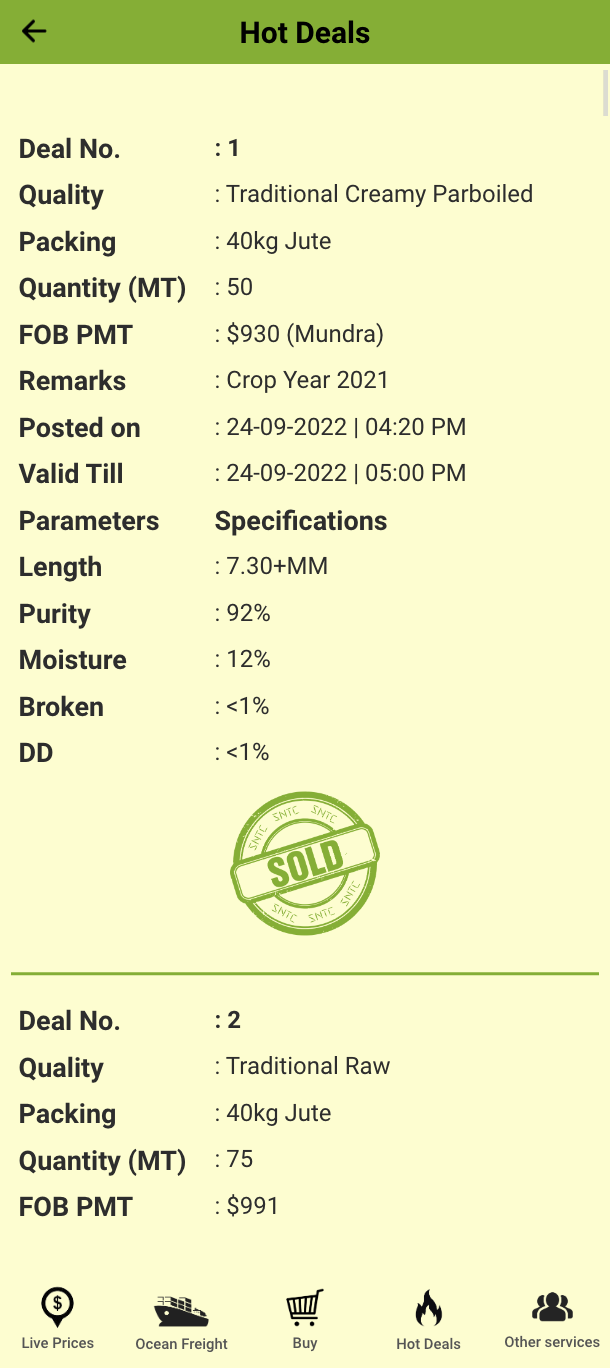 Hot Deals
Deal No. : 1
Quality : Traditional Creamy Parboiled
Packing : 40kg Jute
Quantity (MT) : 50
FOB PMT : $930 (Mundra)
Remarks : Crop Year 2021
Posted on : 24-09-2022 | 04:20 PM
Valid Till : 24-09-2022 | 05:00 PM
Parameters Specifications
Length : 7.30+MM
Purity : 92%
Moisture : 12%
Broken : <1%
DD : <1%
SNTC SNTC SNTC
SOLD
SNTC SNTC SNTC
Deal No. : 2
Quality : Traditional Raw
Packing : 40kg Jute
Quantity (MT) : 75
FOB PMT : $991
$
Live Prices Ocean Freight Buy Hot Deals Other services